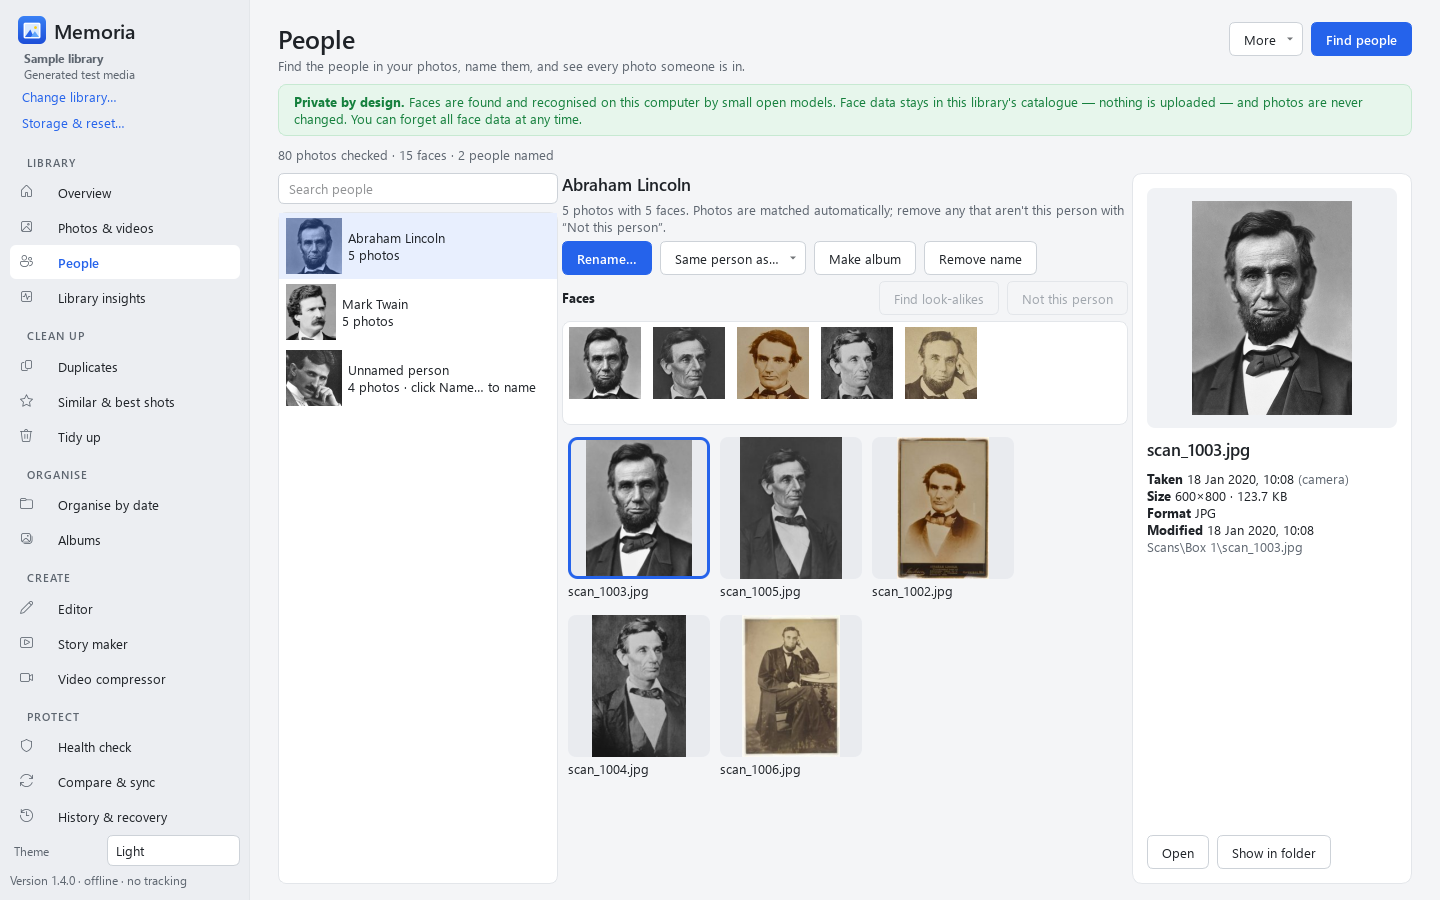 Memoria
Sample library
Generated test media
Change library...
Storage & reset...
LIBRARY
Overview
Photos & videos
People
Library insights
CLEAN UP
Duplicates
Similar & best shots
Tidy up
ORGANISE
Organise by date
Albums
CREATE
Editor
Story maker
Video compressor
PROTECT
Health check
Compare & sync
History & recovery
Theme
Light
Version 1.4.0 · offline · no tracking
People
Find the people in your photos, name them, and see every photo someone is in.
More
Find people
Private by design. Faces are found and recognised on this computer by small open models. Face data stays in this library's catalogue — nothing is uploaded — and photos are never
changed. You can forget all face data at any time.
80 photos checked · 15 faces · 2 people named
Search people
Abraham Lincoln
5 photos
Mark Twain
5 photos
Unnamed person
4 photos · click Name... to name
Abraham Lincoln
5 photos with 5 faces. Photos are matched automatically; remove any that aren't this person with
“Not this person”.
Rename...
Same person as...
Make album
Remove name
Faces
Find look-alikes
Not this person
scan_1003.jpg
scan_1005.jpg
scan_1002.jpg
scan_1004.jpg
scan_1006.jpg
scan_1003.jpg
Taken 18 Jan 2020, 10:08 (camera)
Size 600×800 · 123.7 KB
Format JPG
Modified 18 Jan 2020, 10:08
Scans\Box 1\scan_1003.jpg
Open
Show in folder